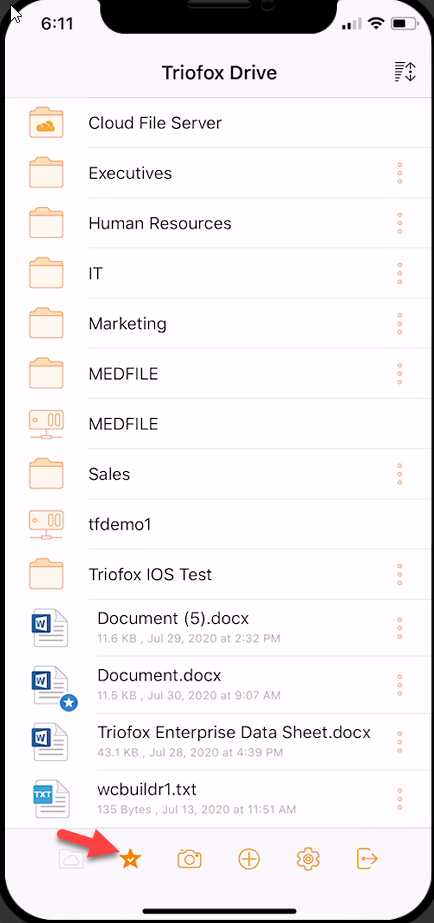 6:11
Triofox Drive
Cloud File Server
Executives
Human Resources
IT
Marketing
MEDFILE
MEDFILE
Sales
tfdemo1
Triofox IOS Test
W
Document (5).docx
11.6 KB , Jul 29, 2020 at 2:32 PM
W
Document.docx
11.5 KB , Jul 30, 2020 at 9:07 AM
W
Triofox Enterprise Data Sheet.docx
43.1 KB , Jul 28, 2020 at 4:39 PM
TXT
wcbuildr1.txt
135 Bytes , Jul 13, 2020 at 11:51 AM